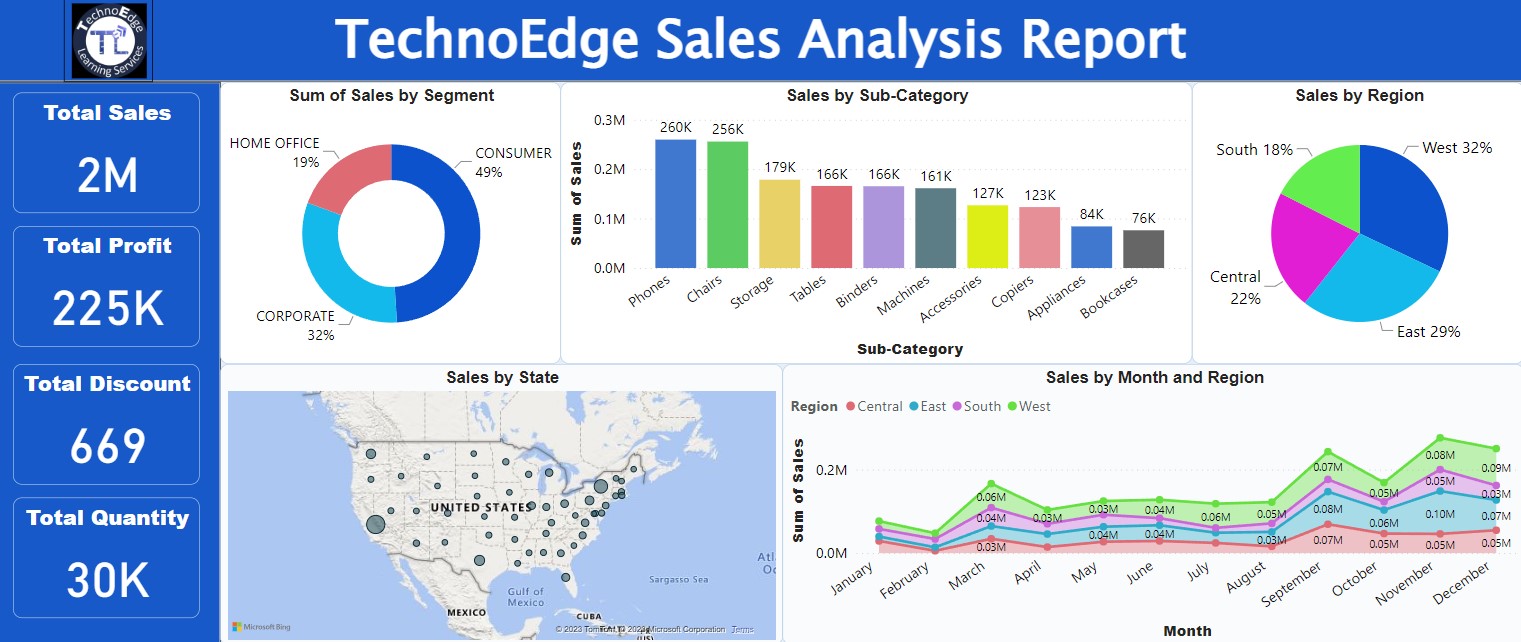 TechnoEdge
TL
Learning Services
TechnoEdge Sales Analysis Report
Total Sales
2M
Total Profit
225K
Total Discount
669
Total Quantity
30K
Sum of Sales by Segment
HOME OFFICE
19%
CONSUMER
49%
CORPORATE
32%
Sales by Sub-Category
Sum of Sales
0.3M
0.2M
0.1M
0.0M
260K
256K
179K
166K
166K
161K
127K
123K
84K
76K
Phones
Chairs
Storage
Tables
Binders
Machines
Accessories
Copiers
Appliances
Bookcases
Sub-Category
Sales by Region
South 18%
West 32%
Central
22%
East 29%
Sales by State
UNITED STATES
MEXICO
Gulf of
Mexico
CUBA
Sargasso Sea
Microsoft Bing
© 2023 TomTom, © 2023 Microsoft Corporation Terms
Sales by Month and Region
Region Central East South West
Sum of Sales
0.2M
0.0M
0.06M
0.04M
0.03M
0.03M
0.03M
0.04M
0.04M
0.04M
0.06M
0.05M
0.03M
0.07M
0.08M
0.07M
0.05M
0.06M
0.05M
0.08M
0.05M
0.10M
0.05M
0.09M
0.03M
0.07M
0.05M
January
February
March
April
May
June
July
August
September
October
November
December
Month